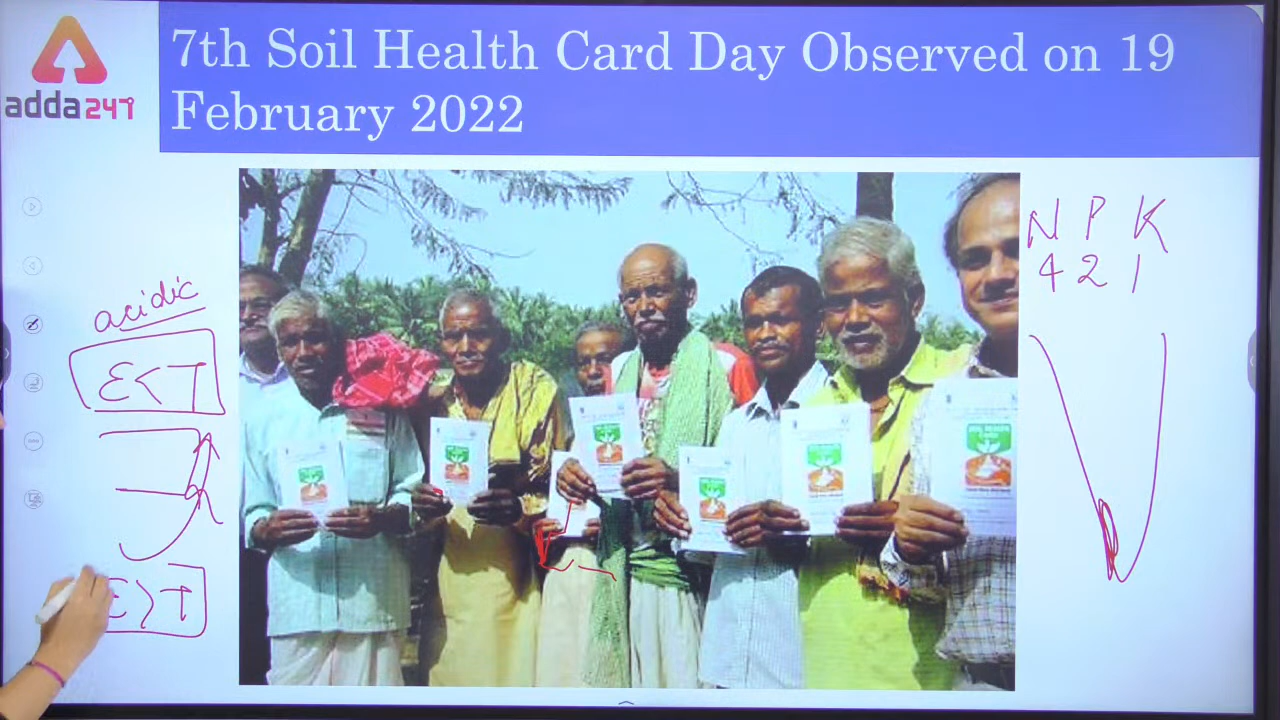 7th Soil Health Card Day Observed on 19
February 2022
adda247
N P K
4 2 1
acidic
E<T
E>T